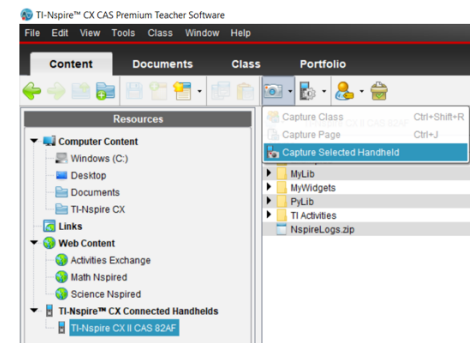 TI-Nspire™ CX CAS Premium Teacher Software
File Edit View Tools Class Window Help
Content Documents Class Portfolio
Resources
Computer Content
Windows (C:)
Desktop
Documents
TI-Nspire CX
Links
Web Content
Activities Exchange
Math Nspired
Science Nspired
TI-Nspire™ CX Connected Handhelds
TI-Nspire CX II CAS 82AF
Capture Class Ctrl+Shift+R
Capture Page Ctrl+J
Capture Selected Handheld
MyLib
MyWidgets
PyLib
TI Activities
NspireLogs.zip